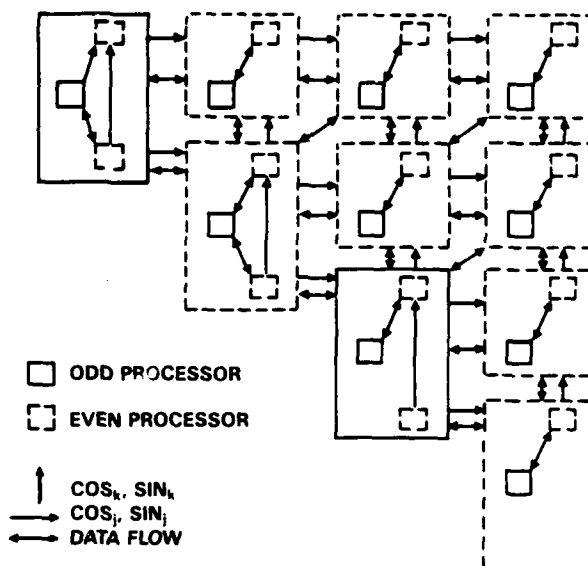 ODD PROCESSOR
EVEN PROCESSOR
COSₖ, SINₖ
COSⱼ, SINⱼ
DATA FLOW